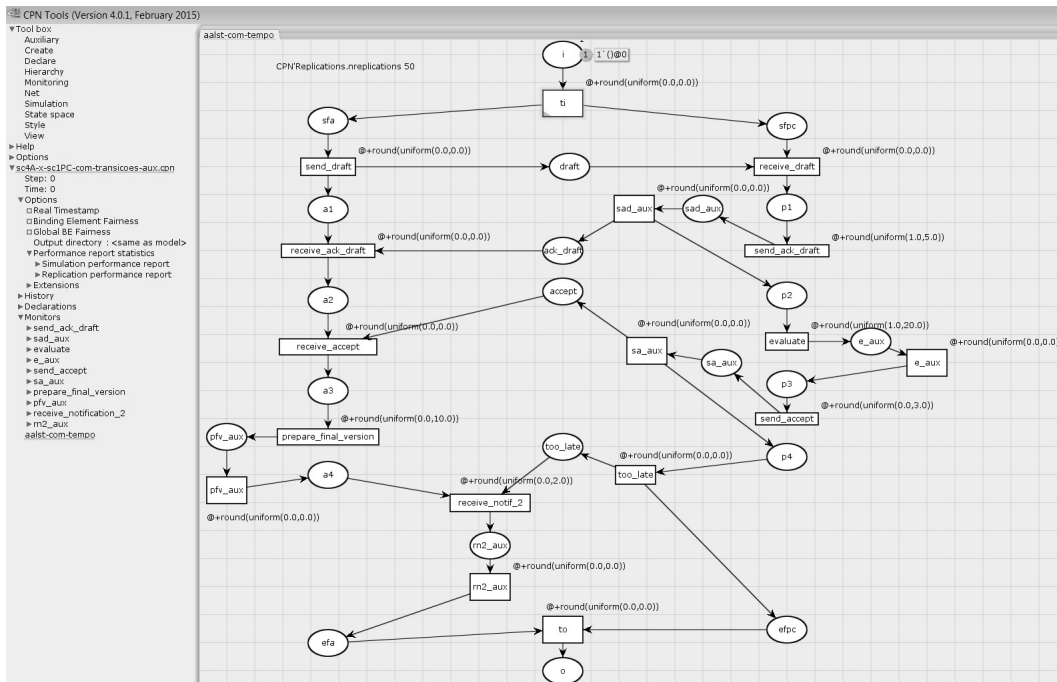 CPN Tools (Version 4.0.1, February 2015)
Tool box
Auxiliary
Create
Declare
Hierarchy
Monitoring
Net
Simulation
State space
Style
View
Help
Options
sc4A-x-sc1PC-com-transicoes-aux.cpn
Step: 0
Time: 0
Options
Real Timestamp
Binding Element Fairness
Global BE Fairness
Output directory : <same as model>
Performance report statistics
Simulation performance report
Replication performance report
Extensions
History
Declarations
Monitors
send_ack_draft
sad_aux
evaluate
e_aux
send_accept
sa_aux
prepare_final_version
pfv_aux
receive_notification_2
rn2_aux
aalst-com-tempo
aalst-com-tempo
CPN'Replications.nreplications 50
i
1
1`()@0
@+round(uniform(0.0,0.0))
ti
sfa
sfpc
@+round(uniform(0.0,0.0))
@+round(uniform(0.0,0.0))
send_draft
draft
receive_draft
@+round(uniform(0.0,0.0))
a1
sad_aux
sad_aux
p1
@+round(uniform(0.0,0.0))
@+round(uniform(1.0,5.0))
receive_ack_draft
ack_draft
send_ack_draft
a2
accept
p2
@+round(uniform(0.0,0.0))
@+round(uniform(0.0,0.0))
@+round(uniform(1.0,20.0))
receive_accept
sa_aux
evaluate
e_aux
@+round(uniform(0.0,0.0))
sa_aux
e_aux
a3
p3
@+round(uniform(0.0,10.0))
@+round(uniform(0.0,3.0))
send_accept
pfv_aux
prepare_final_version
too_late
@+round(uniform(0.0,0.0))
p4
a4
too_late
pfv_aux
@+round(uniform(0.0,2.0))
receive_notif_2
@+round(uniform(0.0,0.0))
rn2_aux
@+round(uniform(0.0,0.0))
rn2_aux
@+round(uniform(0.0,0.0))
efa
to
efpc
o